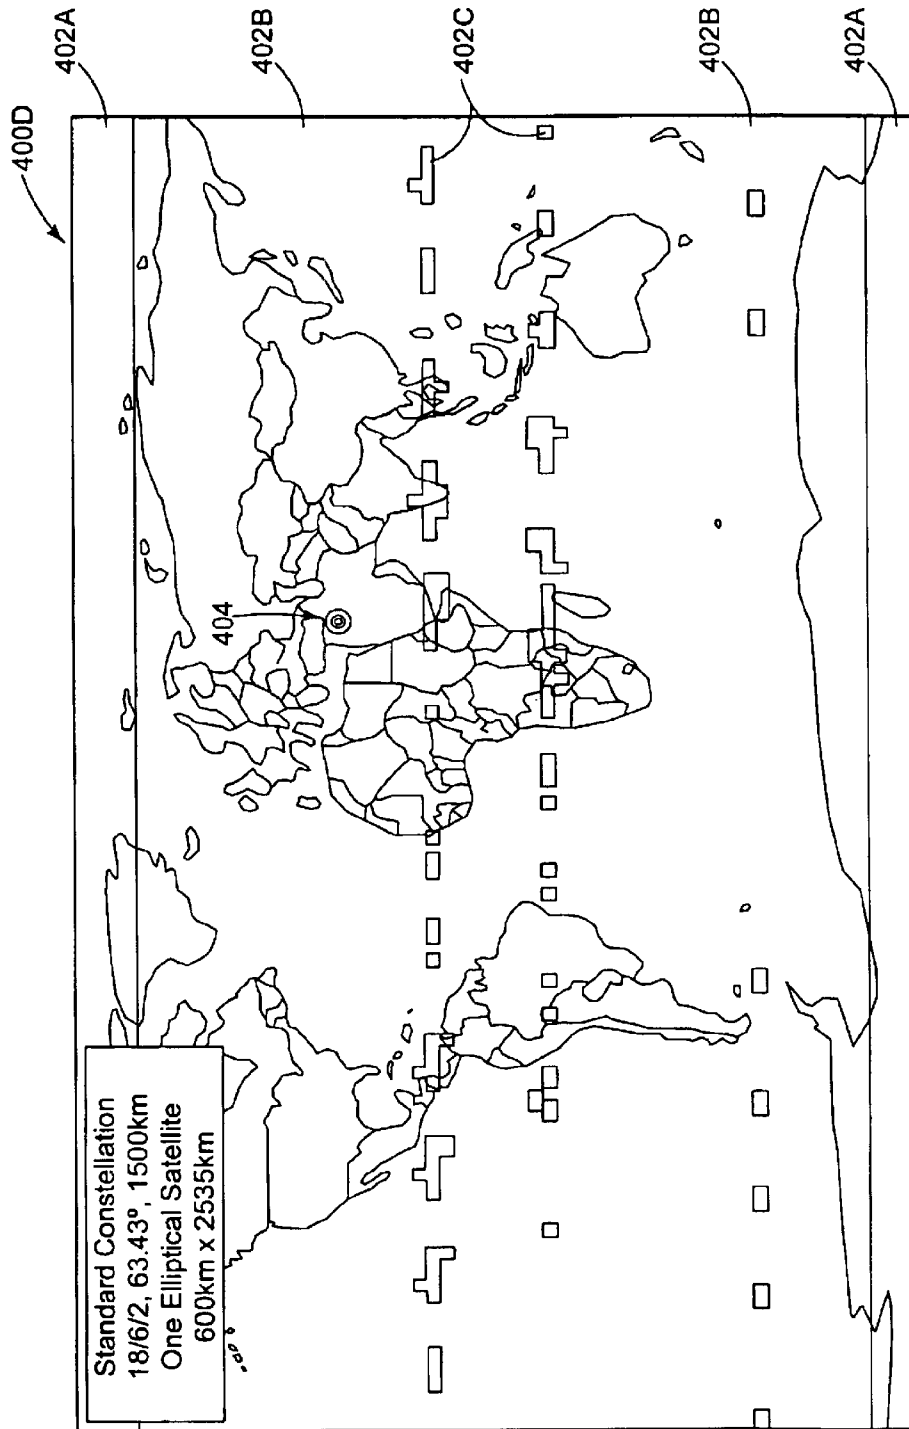 400D
402A
402B
402C
402B
402A
404
Standard Constellation
18/6/2, 63.43°, 1500km
One Elliptical Satellite
600km x 2535km